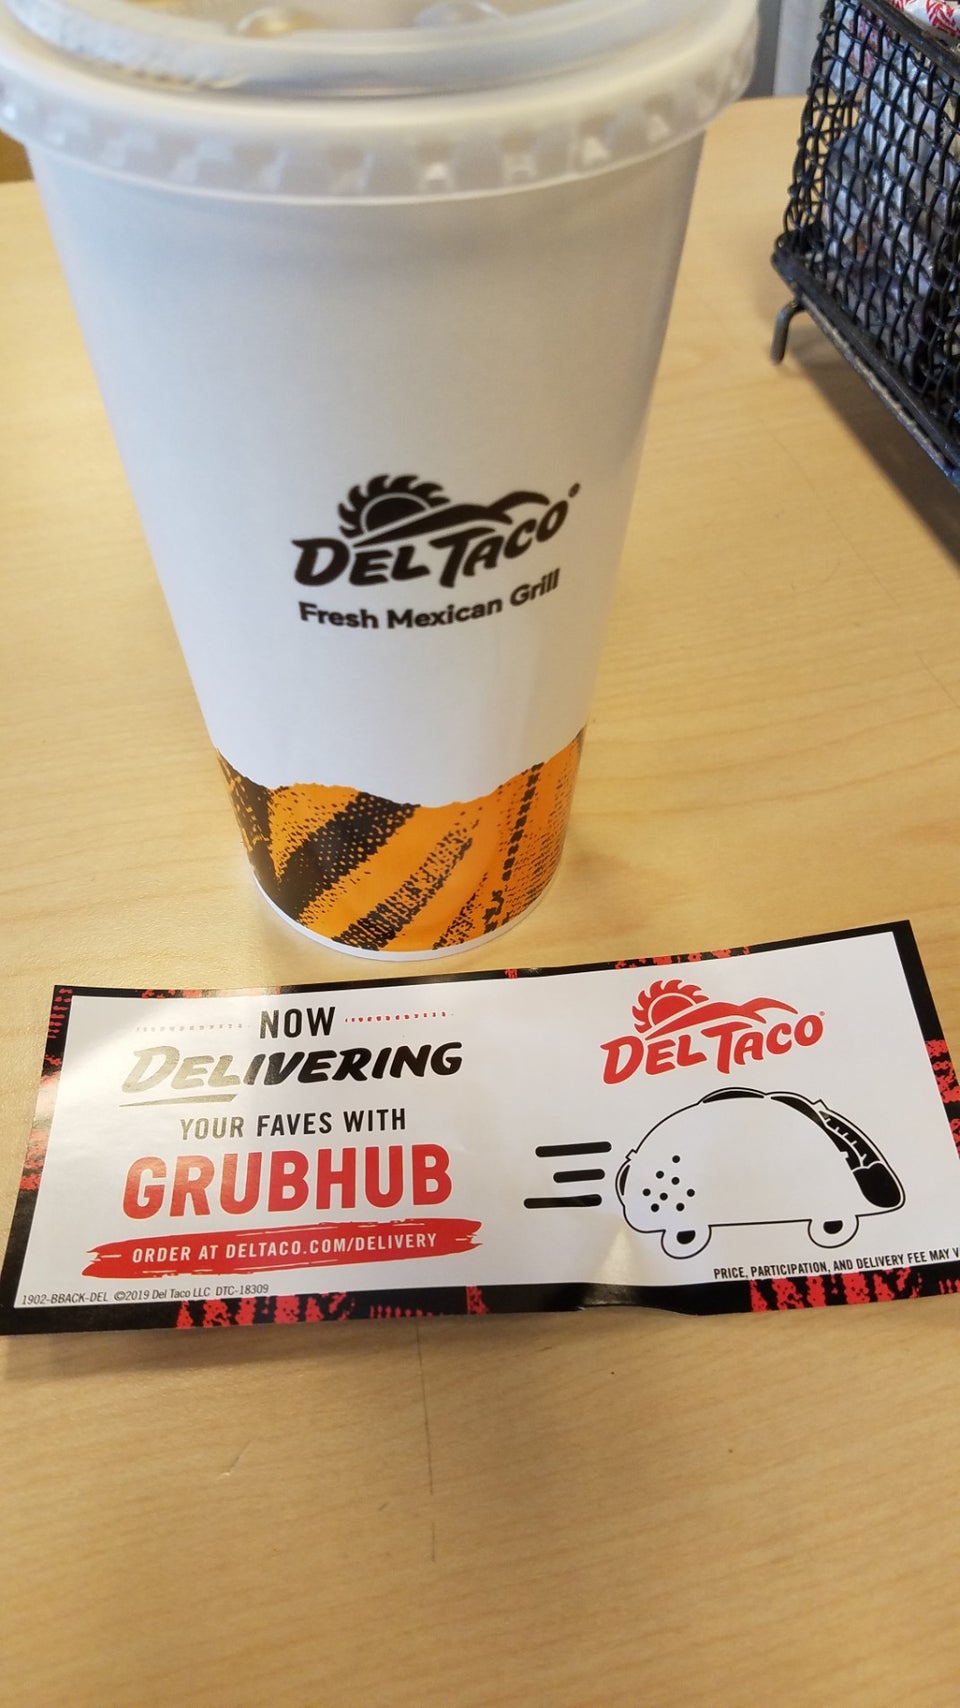 DEL TACO
Fresh Mexican Grill
NOW
DELIVERING
YOUR FAVES WITH
GRUBHUB
ORDER AT DELTACO.COM/DELIVERY
1902-BBACK-DEL ©2019 Del Taco LLC DTC-18309
DEL TACO
PRICE, PARTICIPATION, AND DELIVERY FEE MAY V